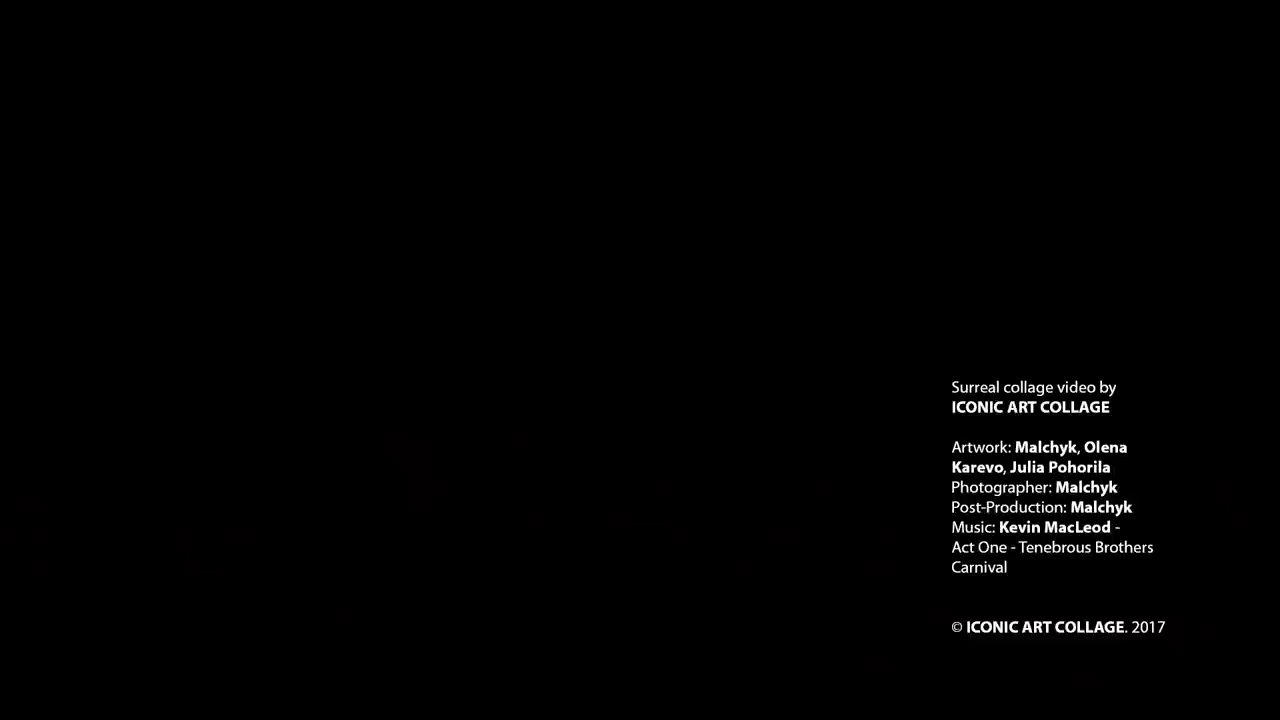 Surreal collage video by
ICONIC ART COLLAGE
Artwork: Malchyk, Olena
Karevo, Julia Pohorila
Photographer: Malchyk
Post-Production: Malchyk
Music: Kevin MacLeod -
Act One - Tenebrous Brothers
Carnival
© ICONIC ART COLLAGE. 2017